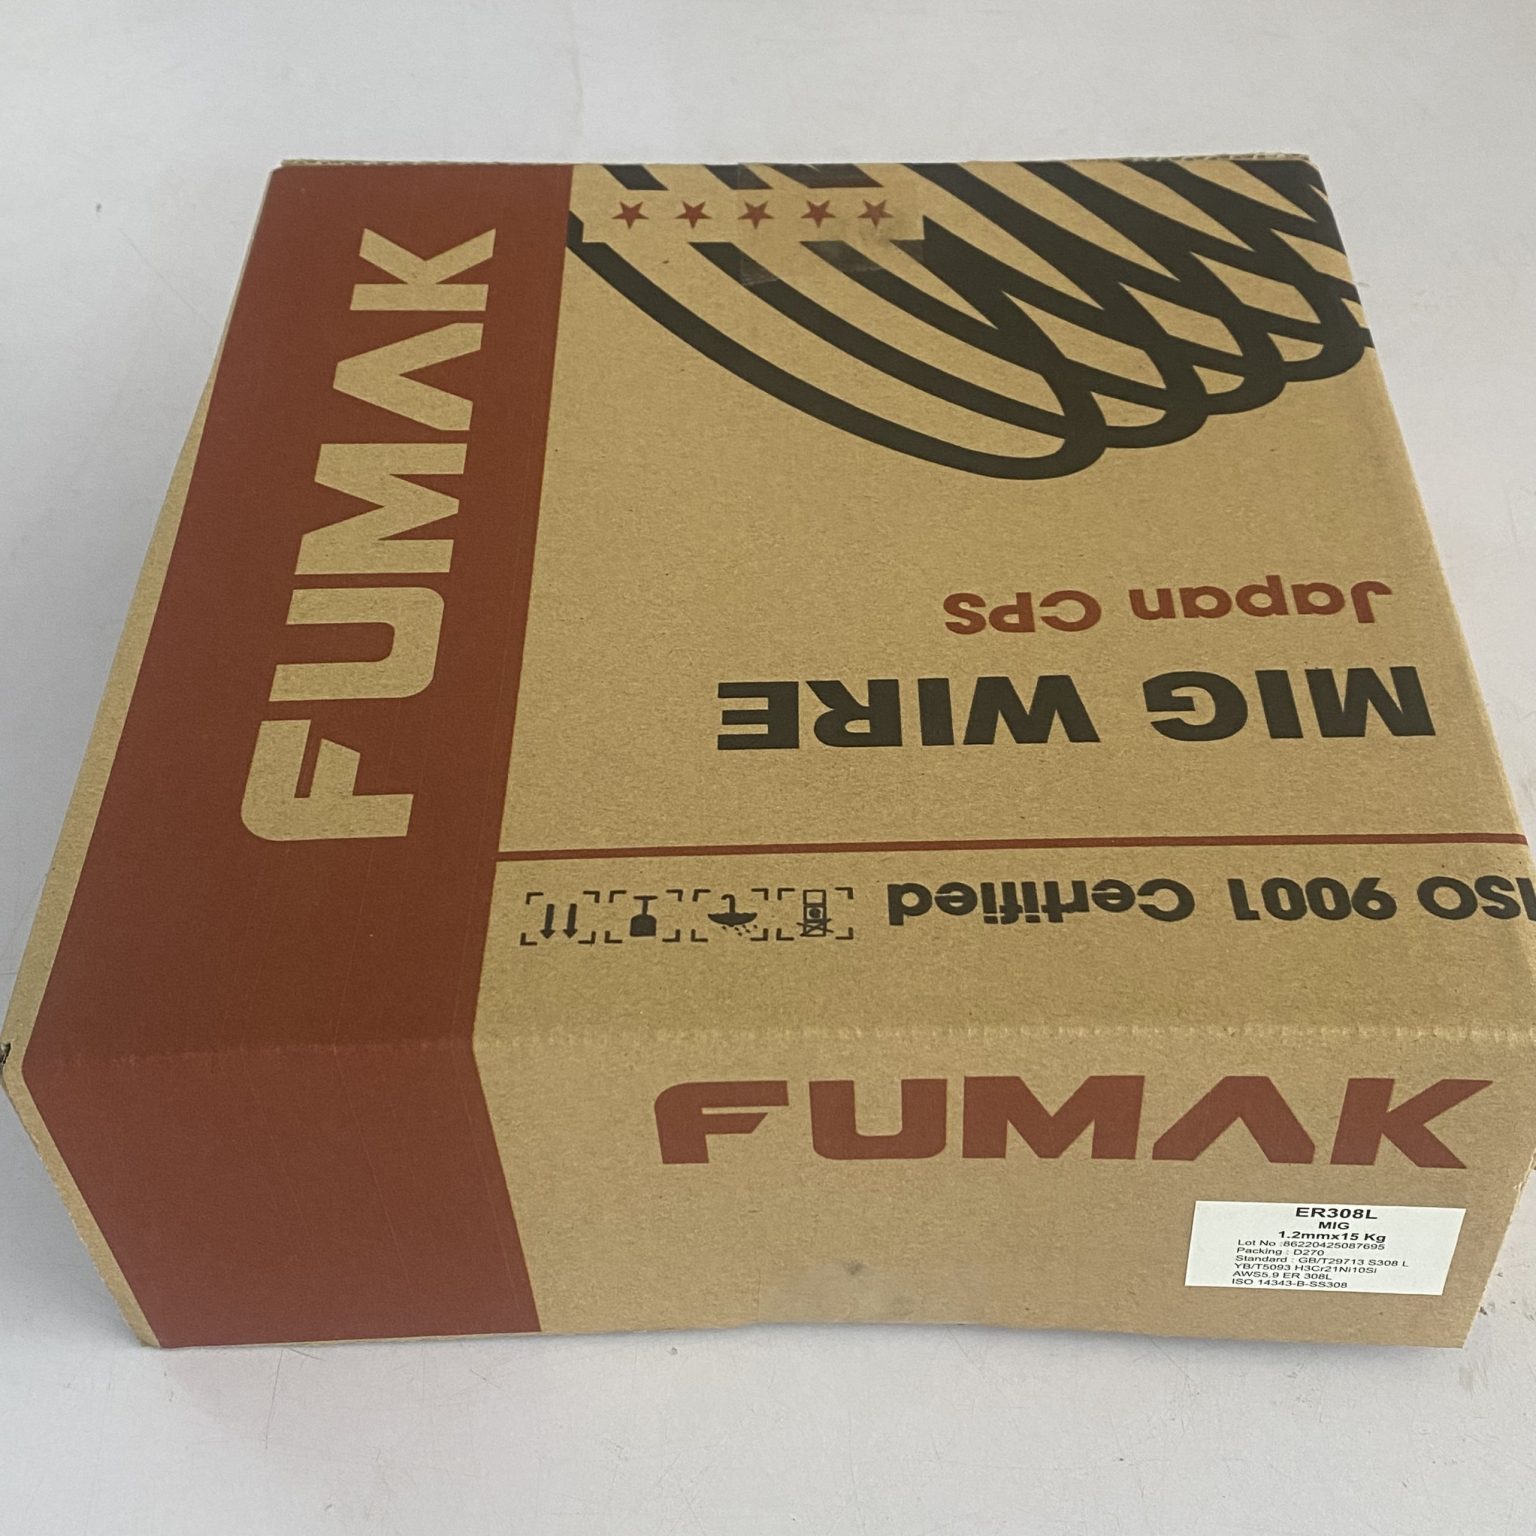 FUMAK
Japan CPS
MIG WIRE
ISO 9001 Certified
FUMAK
ER308L
MIG
1.2mmx15 Kg
Lot No :86220425087695
Packing : D270
Standard : GB/T29713 S308 L
YB/T5093 H3Cr21Ni10Si
AWS5.9 ER 308L
ISO 14343-B-SS308